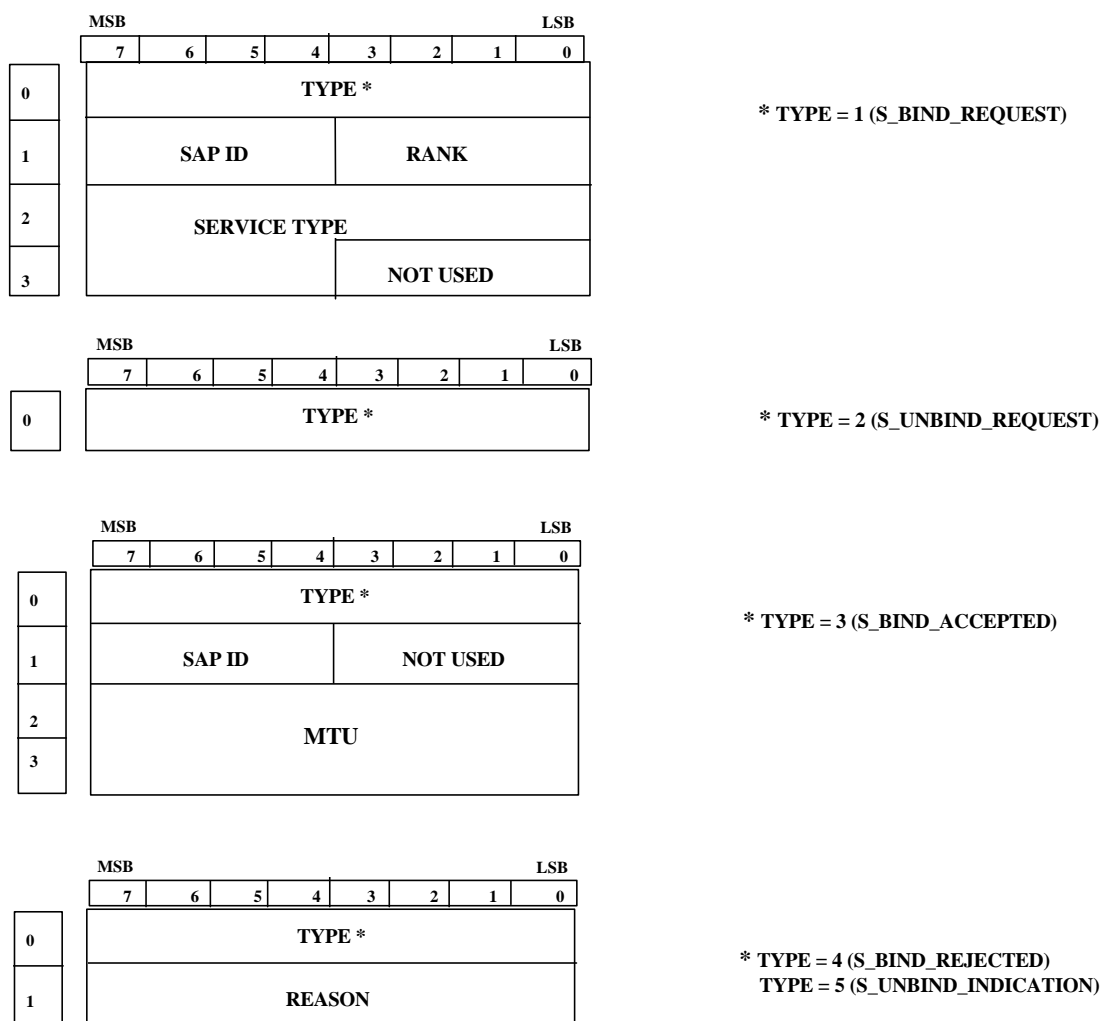 MSB LSB
7 6 5 4 3 2 1 0
0 TYPE *
* TYPE = 1 (S_BIND_REQUEST)
1 SAP ID RANK
2 SERVICE TYPE
3 NOT USED
MSB LSB
7 6 5 4 3 2 1 0
0 TYPE *
* TYPE = 2 (S_UNBIND_REQUEST)
MSB LSB
7 6 5 4 3 2 1 0
0 TYPE *
* TYPE = 3 (S_BIND_ACCEPTED)
1 SAP ID NOT USED
2
MTU
3
MSB LSB
7 6 5 4 3 2 1 0
0 TYPE *
* TYPE = 4 (S_BIND_REJECTED)
TYPE = 5 (S_UNBIND_INDICATION)
1 REASON